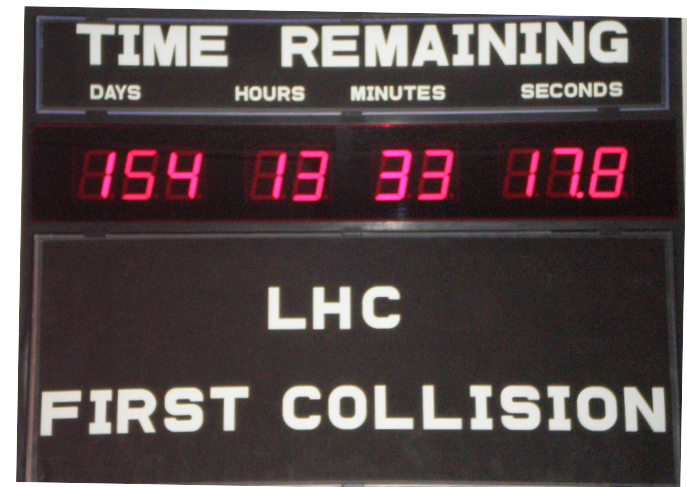 TIME REMAINING
DAYS HOURS MINUTES SECONDS
154 13 33 17.8
LHC
FIRST COLLISION